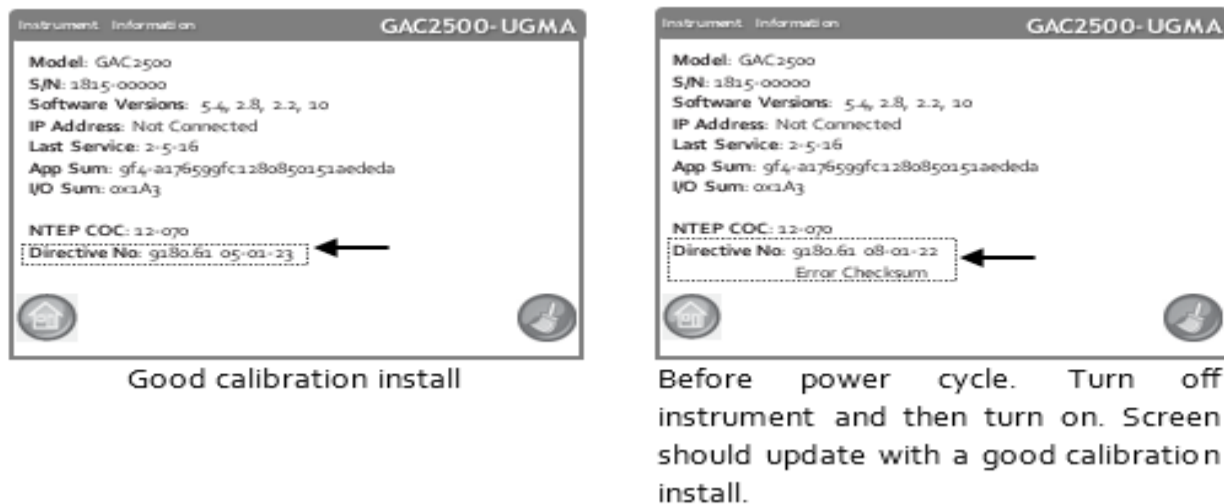 Instrument Information GAC2500-UGMA
Model: GAC2500
S/N: 1815-00000
Software Versions: 5.4, 2.8, 2.2, 10
IP Address: Not Connected
Last Service: 2-5-16
App Sum: 9f4-a176599fc1280850151aededa
I/O Sum: 0x1A3
NTEP COC: 12-070
Directive No: 9180.61 05-01-23
Good calibration install
Instrument Information GAC2500-UGMA
Model: GAC2500
S/N: 1815-00000
Software Versions: 5.4, 2.8, 2.2, 10
IP Address: Not Connected
Last Service: 2-5-16
App Sum: 9f4-a176599fc1280850151aededa
I/O Sum: 0x1A3
NTEP COC: 12-070
Directive No: 9180.61 08-01-22
Error Checksum
Before power cycle. Turn off
instrument and then turn on. Screen
should update with a good calibration
install.